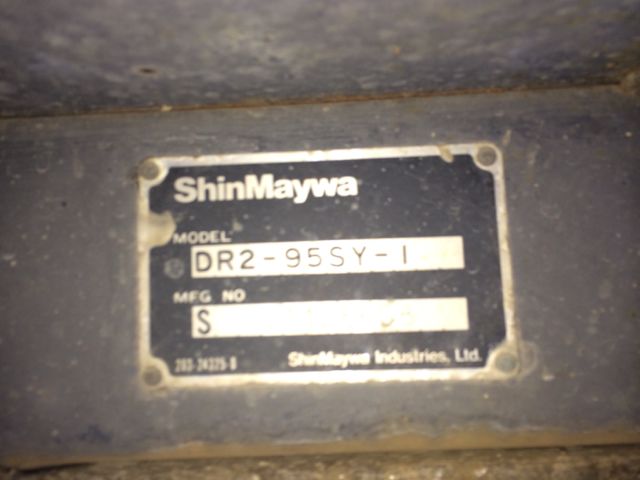 ShinMaywa
MODEL
DR2-95SY-1
MFG NO
S
203-24325-0
ShinMaywa Industries, Ltd.